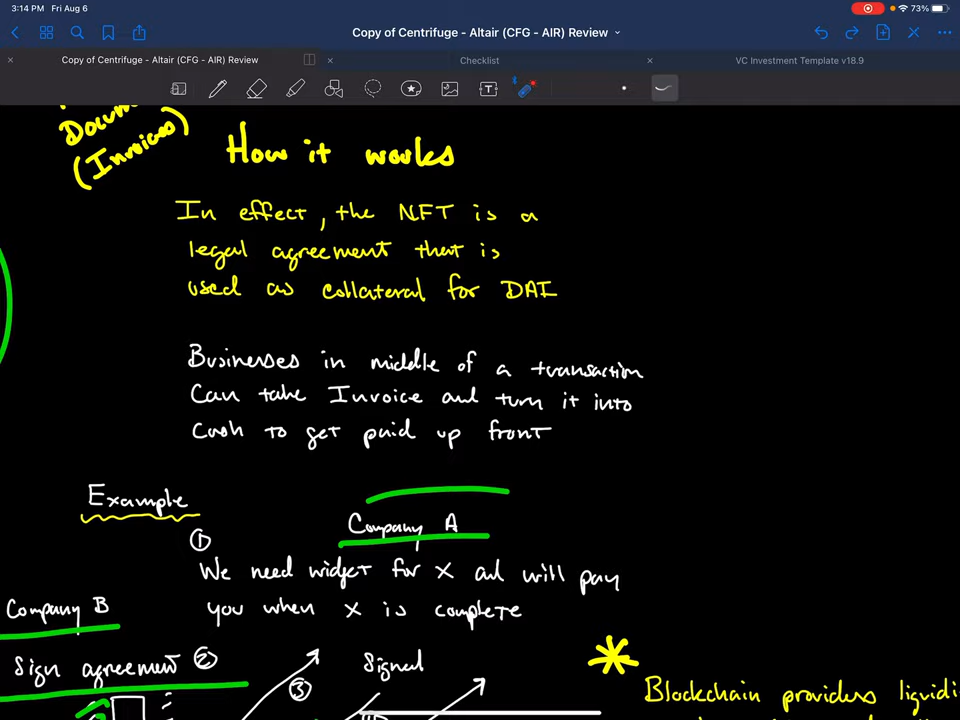 3:14 PM Fri Aug 6
73%
Copy of Centrifuge - Altair (CFG - AIR) Review
Copy of Centrifuge - Altair (CFG - AIR) Review
Checklist
VC Investment Template v18.9
(Invoices)
How it works
In effect, the NFT is a
legal agreement that is
used as collateral for DAI
Businesses in middle of a transaction
Can take Invoice and turn it into
Cash to get paid up front
Example
Company A
①
We need widget for X and will pay
you when X is complete
Company B
Sign agreement ②
③
Signed
Blockchain providers